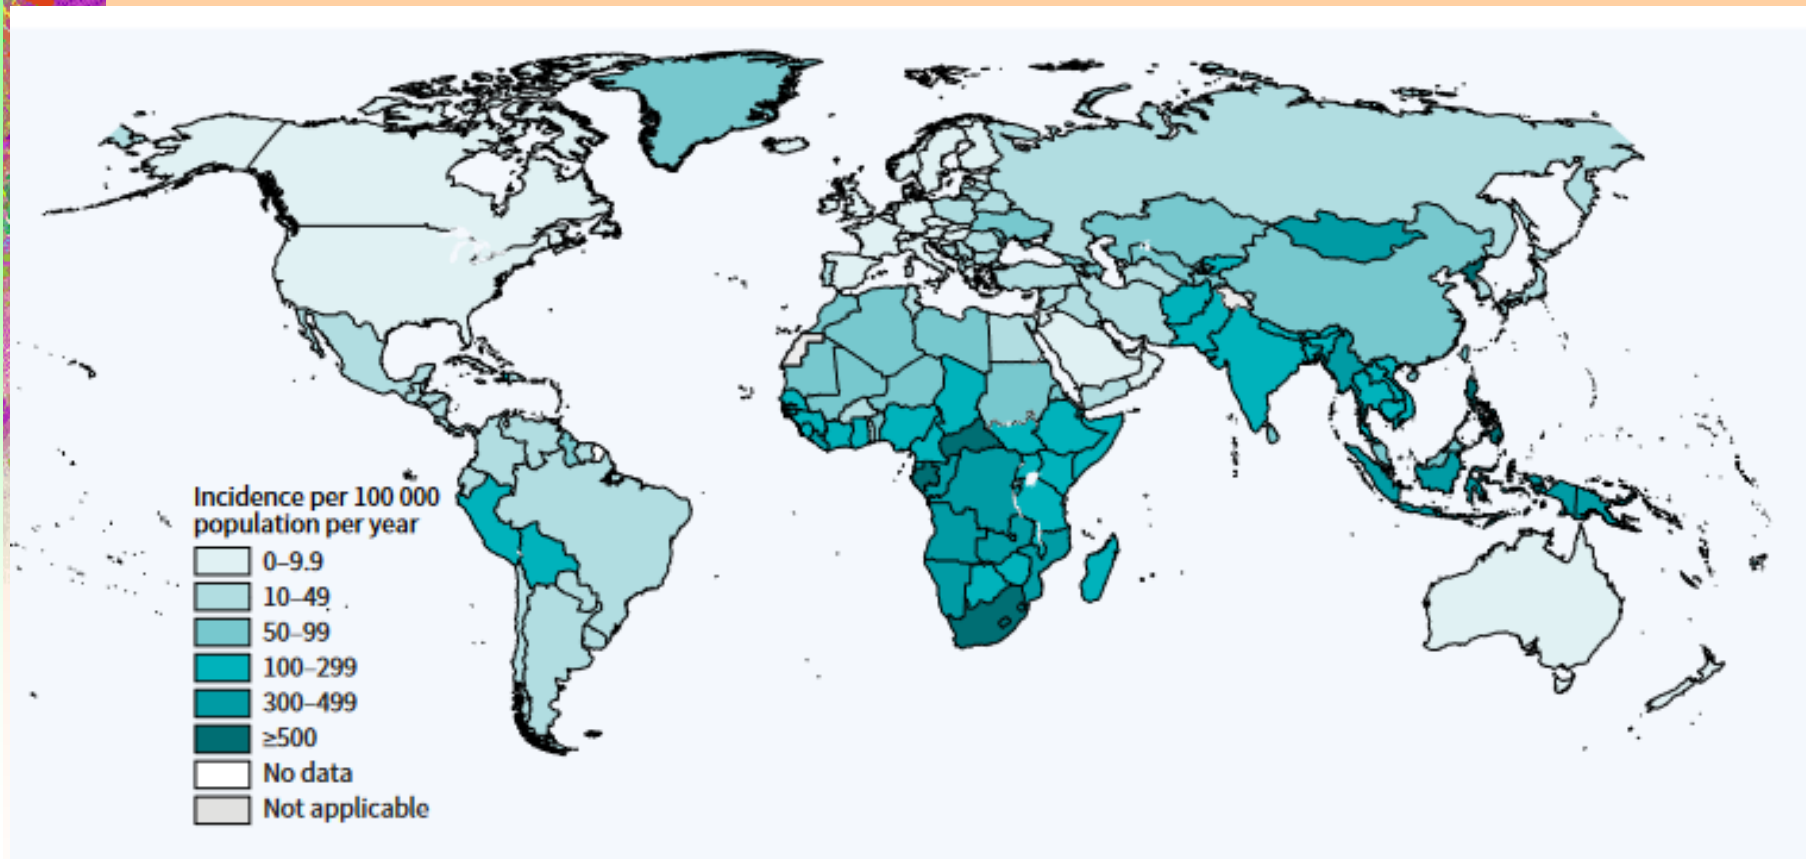 Incidence per 100 000
population per year
0–9.9
10–49
50–99
100–299
300–499
≥500
No data
Not applicable